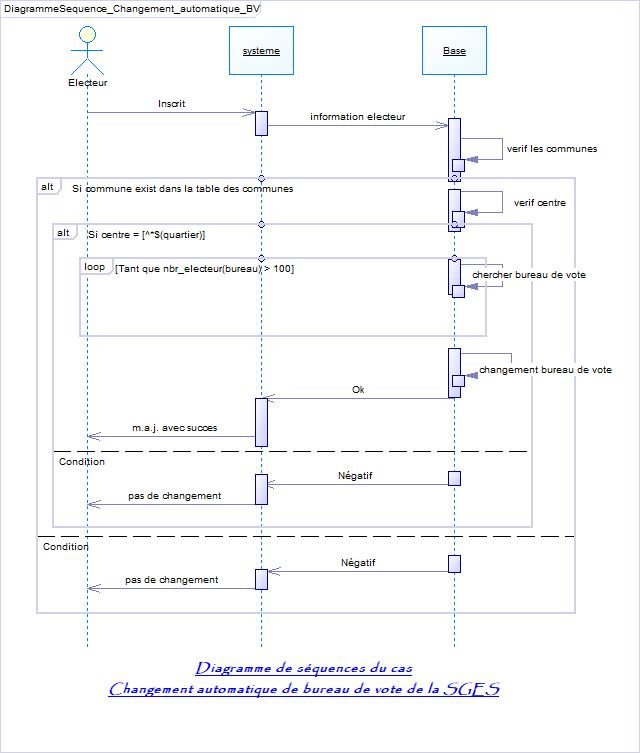 DiagrammeSequence_Changement_automatique_BV
systeme
Base
Electeur
Inscrit
information electeur
verif les communes
alt
Si commune exist dans la table des communes
verif centre
alt
Si centre = [^*$(quartier)]
loop
[Tant que nbr_electeur(bureau) > 100]
chercher bureau de vote
changement bureau de vote
Ok
m.a.j. avec succes
Condition
Négatif
pas de changement
Condition
Négatif
pas de changement
Diagramme de séquences du cas
Changement automatique de bureau de vote de la SGES